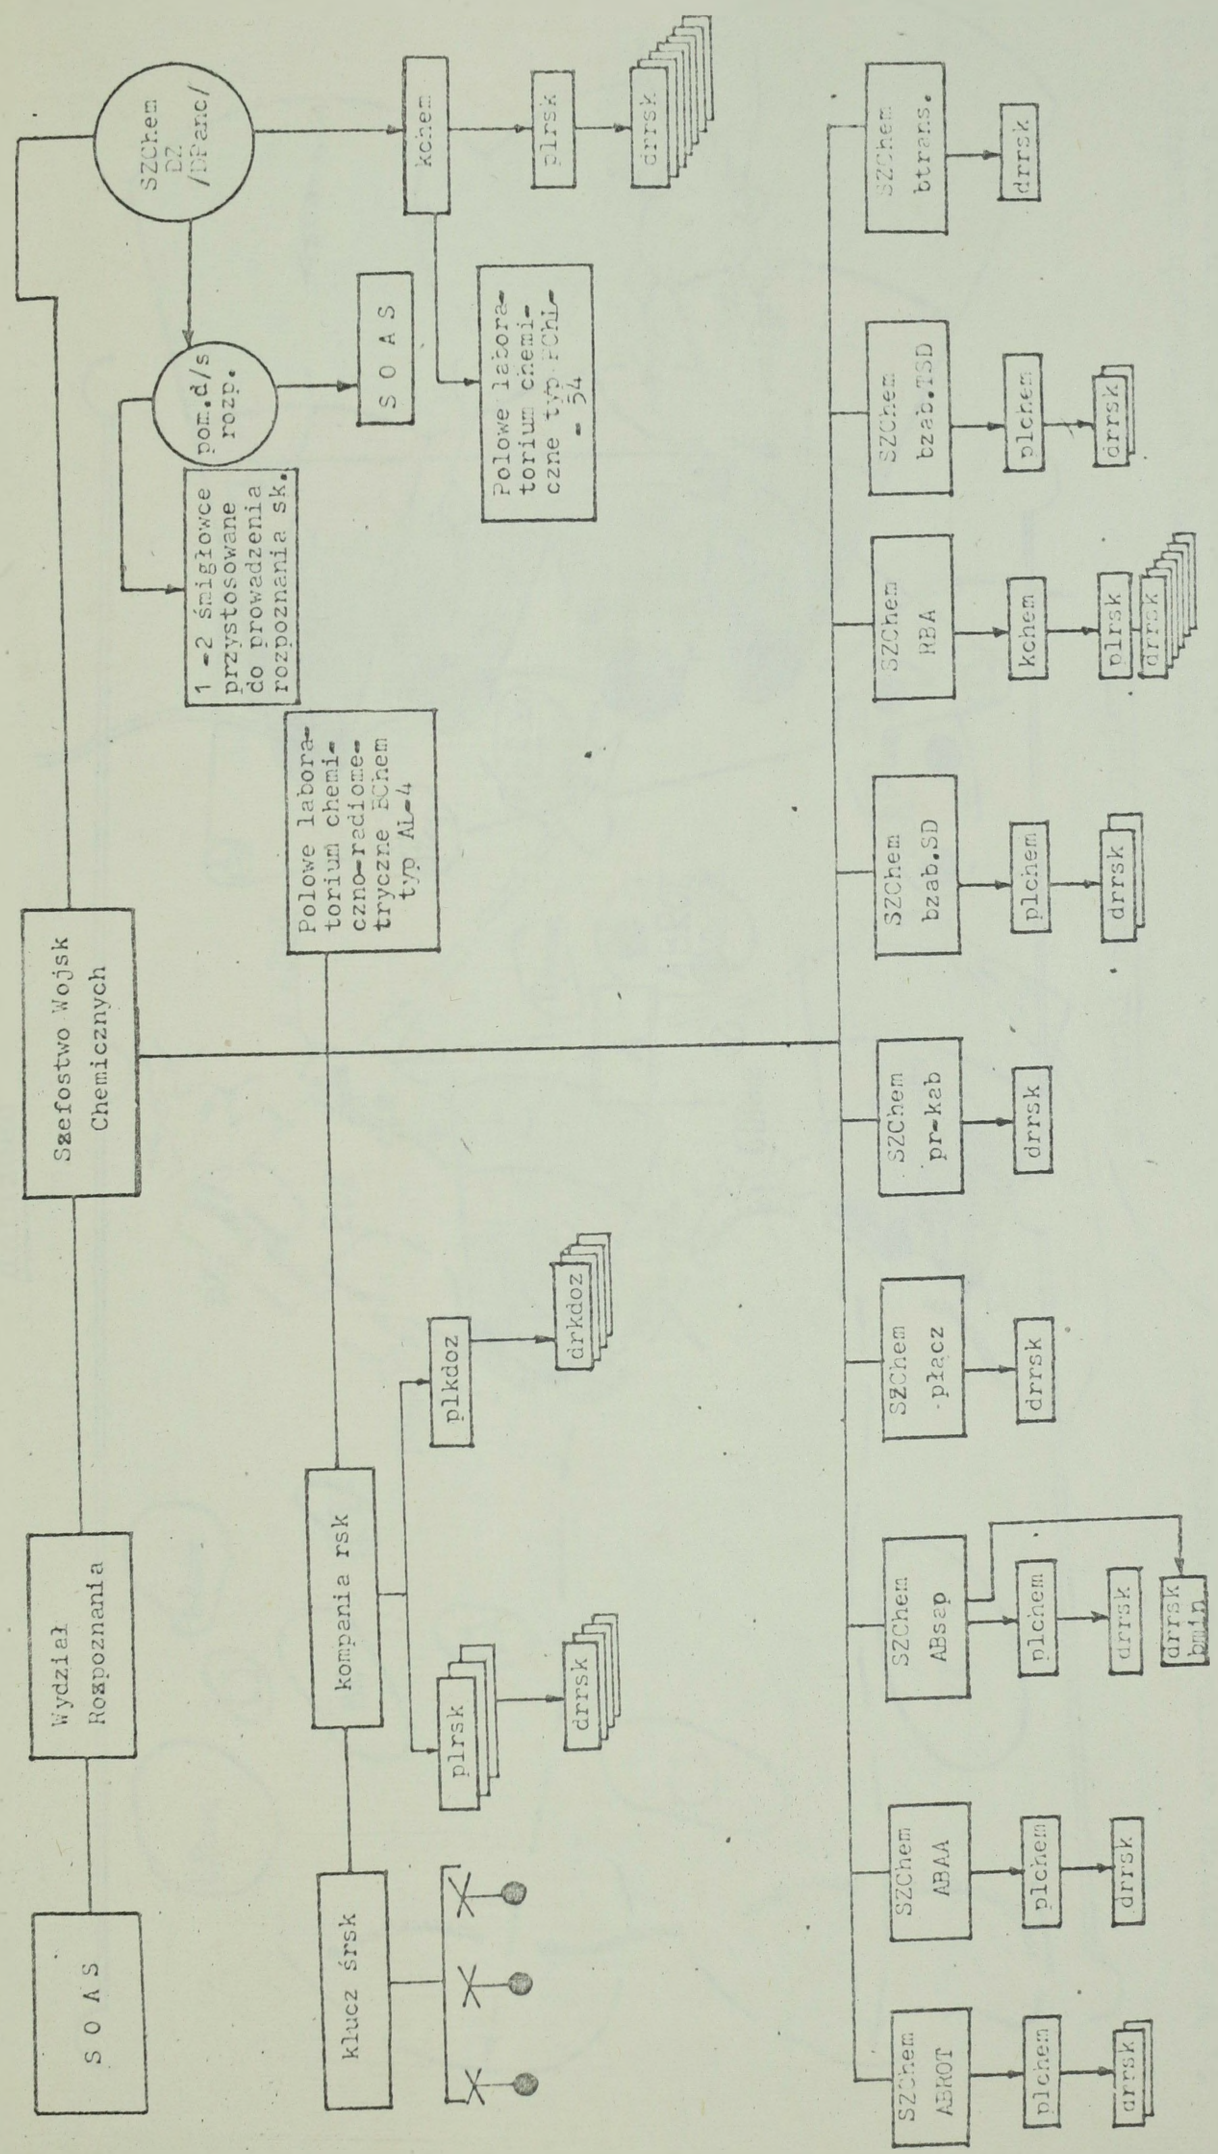 S O A S
Wydział
Rozpoznania
Szefostwo Wojsk
Chemicznych
SZChem
DZ
/DPanc/
pom.d/s
rozp.
1 -2 śmigłowce
przystosowane
do prowadzenia
rozpoznania sk.
S O A S
kchem
plrsk
drrsk
Polowe labora-
torium chemi-
czne typ PChL-
- 54
klucz śrsk
kompania rsk
Polowe labora-
torium chemi-
czno-radiome-
tryczne BChem
typ AL-4
plrsk
drrsk
plkdoz
drkdoz
SZChem
ABROT
plchem
drrsk
SZChem
ABAA
plchem
drrsk
SZChem
ABsap
plchem
drrsk
drrsk
bmin.
SZChem
płącz
drrsk
SZChem
pr-kab
drrsk
SZChem
bzab.SD
plchem
drrsk
SZChem
RBA
kchem
plrsk
drrsk
SZChem
bzab.TSD
plchem
drrsk
SZChem
btrans.
drrsk